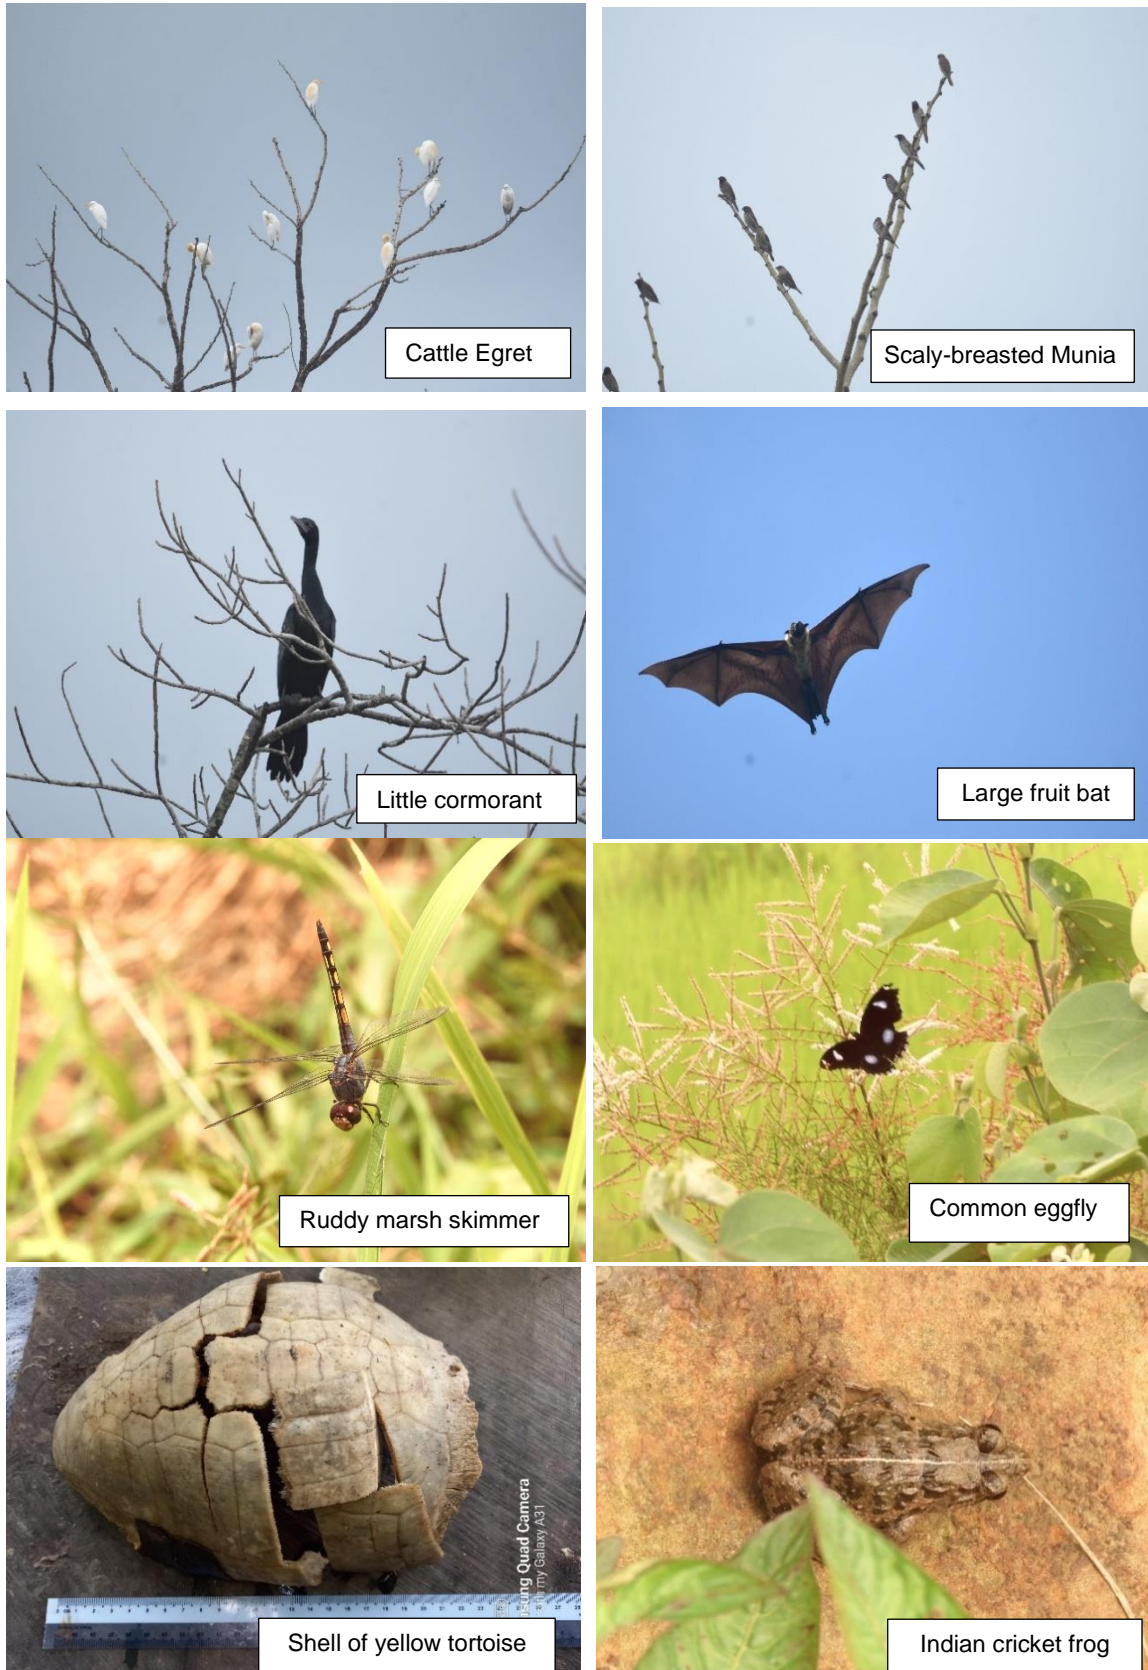 Cattle Egret
Scaly-breasted Munia
Little cormorant
Large fruit bat
Ruddy marsh skimmer
Common eggfly
Samsung Quad Camera
Shell of yellow tortoise
Indian cricket frog